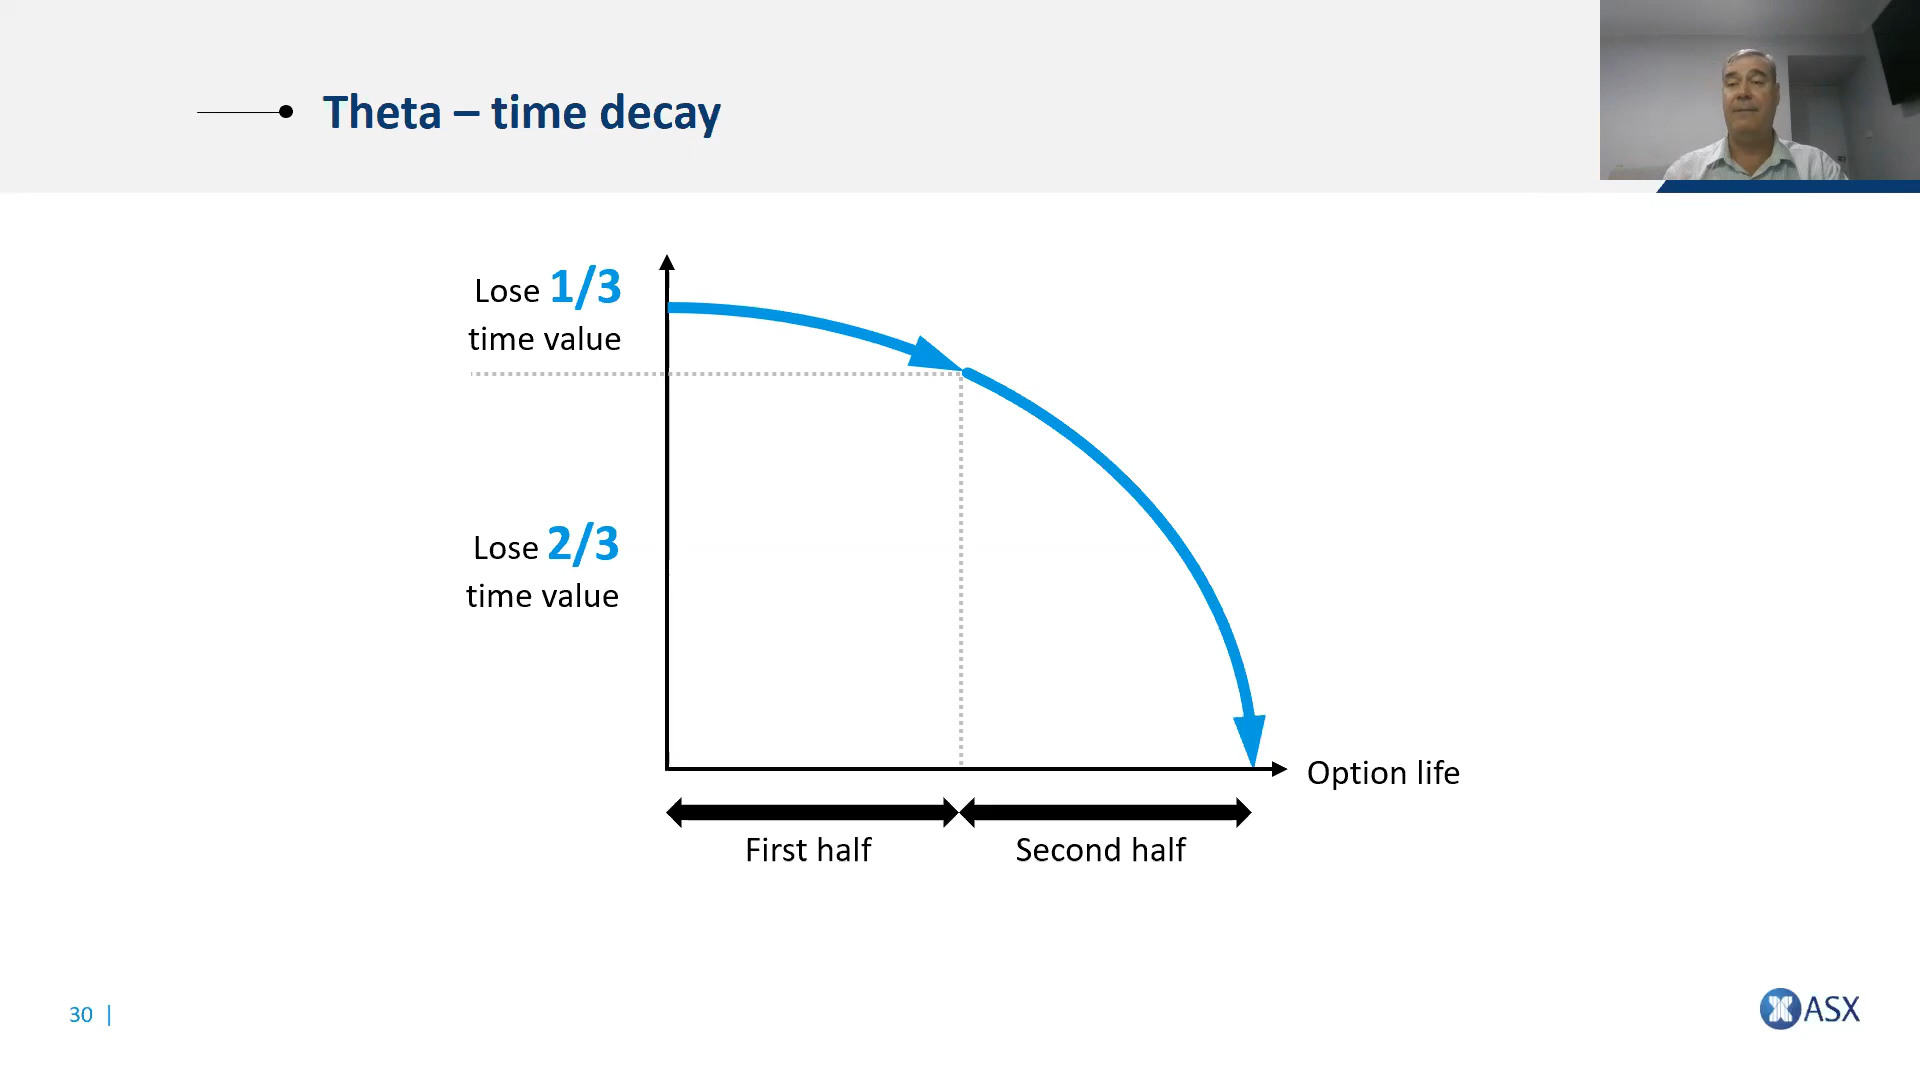 Theta – time decay
Lose 1/3
time value
Lose 2/3
time value
Option life
First half
Second half
30 |
ASX